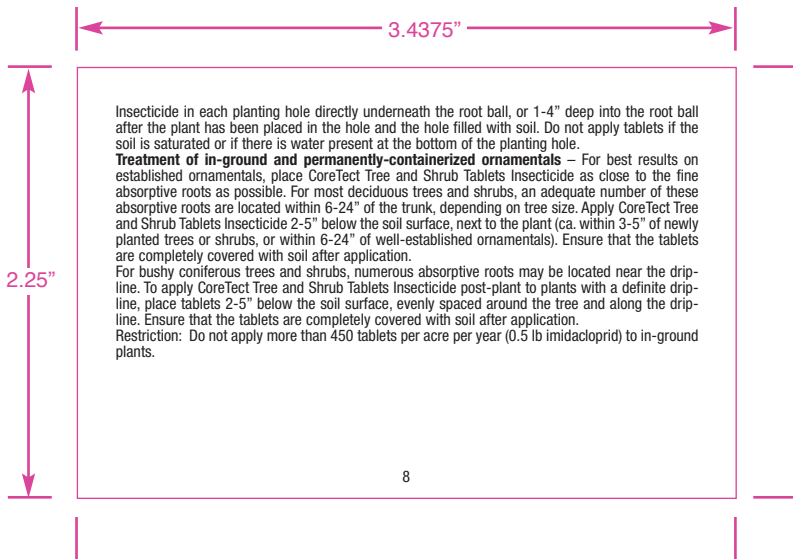 3.4375”
Insecticide in each planting hole directly underneath the root ball, or 1-4” deep into the root ball
after the plant has been placed in the hole and the hole filled with soil. Do not apply tablets if the
soil is saturated or if there is water present at the bottom of the planting hole.
Treatment of in-ground and permanently-containerized ornamentals – For best results on
established ornamentals, place CoreTect Tree and Shrub Tablets Insecticide as close to the fine
absorptive roots as possible. For most deciduous trees and shrubs, an adequate number of these
absorptive roots are located within 6-24” of the trunk, depending on tree size. Apply CoreTect Tree
and Shrub Tablets Insecticide 2-5” below the soil surface, next to the plant (ca. within 3-5” of newly
planted trees or shrubs, or within 6-24” of well-established ornamentals). Ensure that the tablets
are completely covered with soil after application.
For bushy coniferous trees and shrubs, numerous absorptive roots may be located near the drip-
line. To apply CoreTect Tree and Shrub Tablets Insecticide post-plant to plants with a definite drip-
line, place tablets 2-5” below the soil surface, evenly spaced around the tree and along the drip-
line. Ensure that the tablets are completely covered with soil after application.
Restriction: Do not apply more than 450 tablets per acre per year (0.5 lb imidacloprid) to in-ground
plants.
2.25”
8